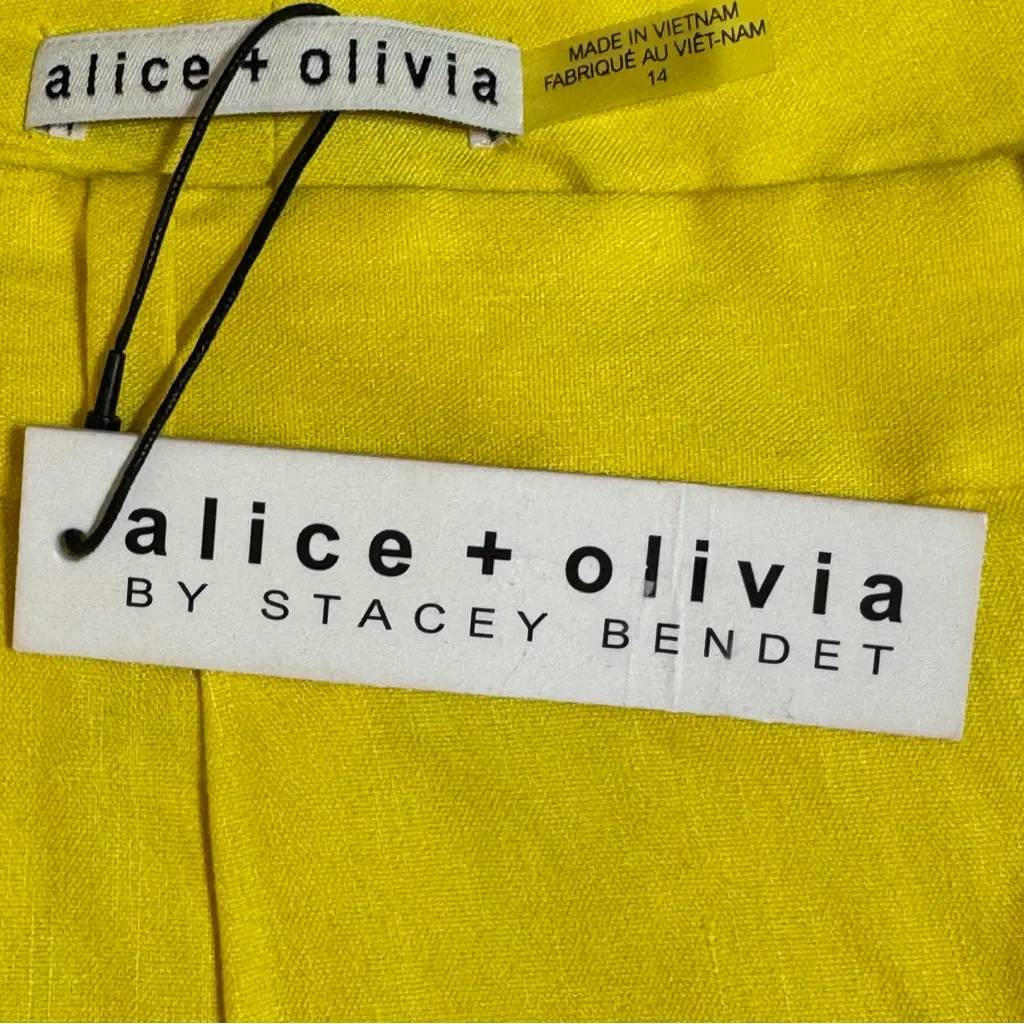 alice + olivia
MADE IN VIETNAM
FABRIQUÉ AU VIÊT-NAM
14
alice + olivia
BY STACEY BENDET